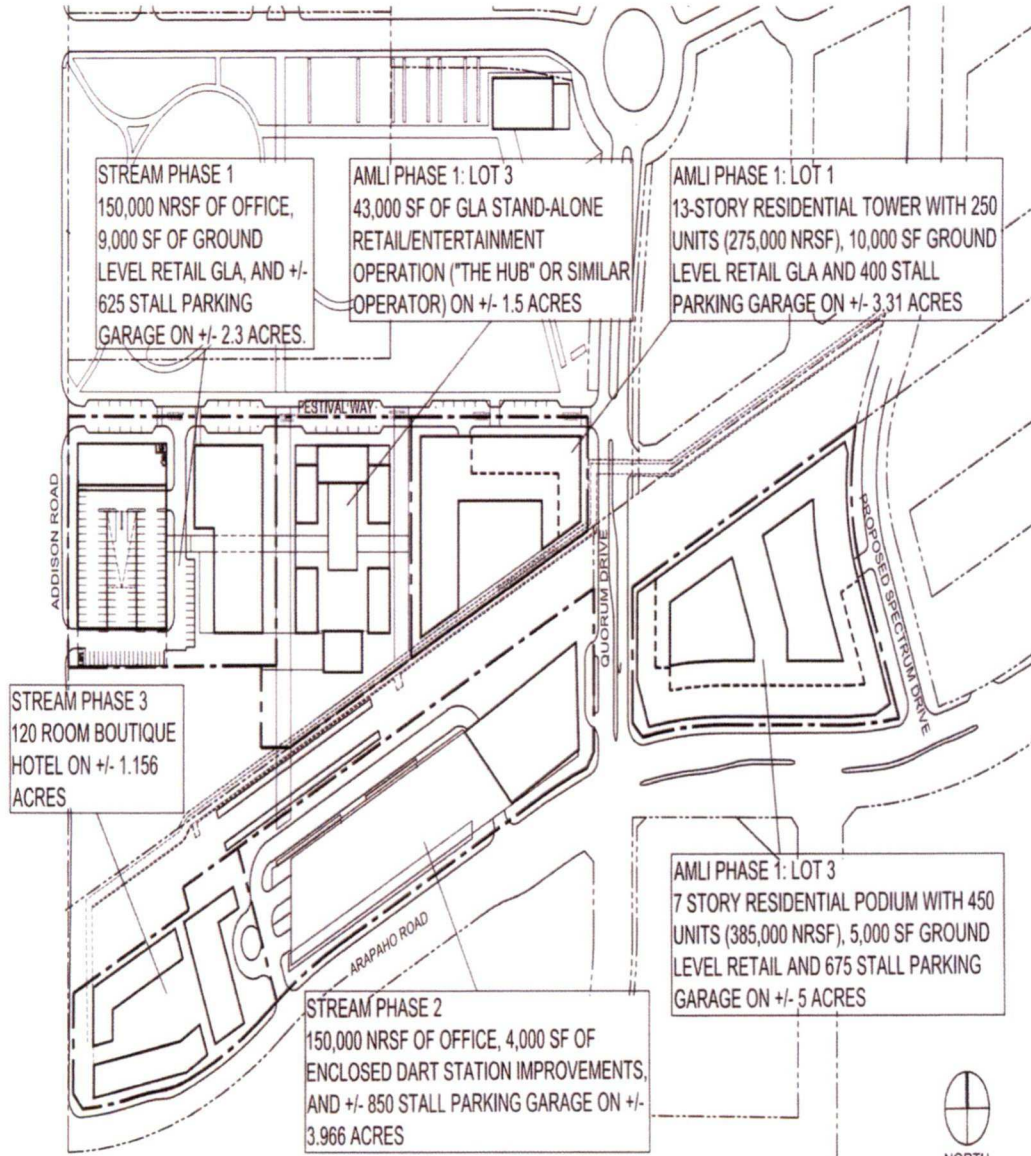 STREAM PHASE 1
150,000 NRSF OF OFFICE,
9,000 SF OF GROUND
LEVEL RETAIL GLA, AND +/-
625 STALL PARKING
GARAGE ON +/- 2.3 ACRES.
AMLI PHASE 1: LOT 3
43,000 SF OF GLA STAND-ALONE
RETAIL/ENTERTAINMENT
OPERATION ("THE HUB" OR SIMILAR
OPERATOR) ON +/- 1.5 ACRES
AMLI PHASE 1: LOT 1
13-STORY RESIDENTIAL TOWER WITH 250
UNITS (275,000 NRSF), 10,000 SF GROUND
LEVEL RETAIL GLA AND 400 STALL
PARKING GARAGE ON +/- 3.31 ACRES
ESTIVAL WAY
ADDISON ROAD
QUORUM DRIVE
PROPOSED SPECTRUM DRIVE
STREAM PHASE 3
120 ROOM BOUTIQUE
HOTEL ON +/- 1.156
ACRES
ARAPAHO ROAD
AMLI PHASE 1: LOT 3
7 STORY RESIDENTIAL PODIUM WITH 450
UNITS (385,000 NRSF), 5,000 SF GROUND
LEVEL RETAIL AND 675 STALL PARKING
GARAGE ON +/- 5 ACRES
STREAM PHASE 2
150,000 NRSF OF OFFICE, 4,000 SF OF
ENCLOSED DART STATION IMPROVEMENTS,
AND +/- 850 STALL PARKING GARAGE ON +/-
3.966 ACRES
NORTH